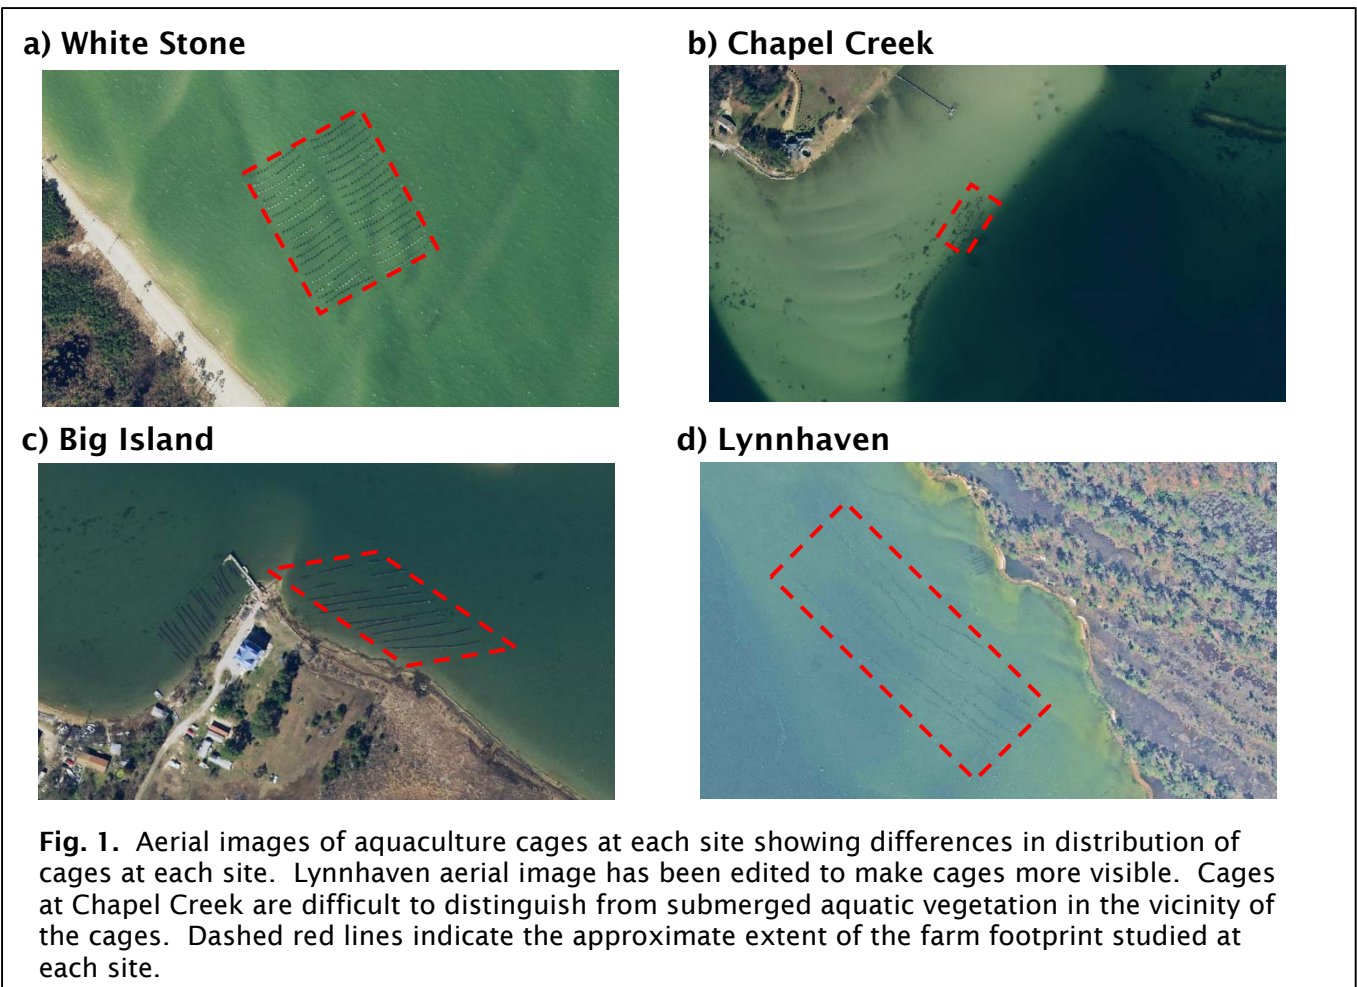 a) White Stone
b) Chapel Creek
c) Big Island
d) Lynnhaven
Fig. 1. Aerial images of aquaculture cages at each site showing differences in distribution of
cages at each site. Lynnhaven aerial image has been edited to make cages more visible. Cages
at Chapel Creek are difficult to distinguish from submerged aquatic vegetation in the vicinity of
the cages. Dashed red lines indicate the approximate extent of the farm footprint studied at
each site.